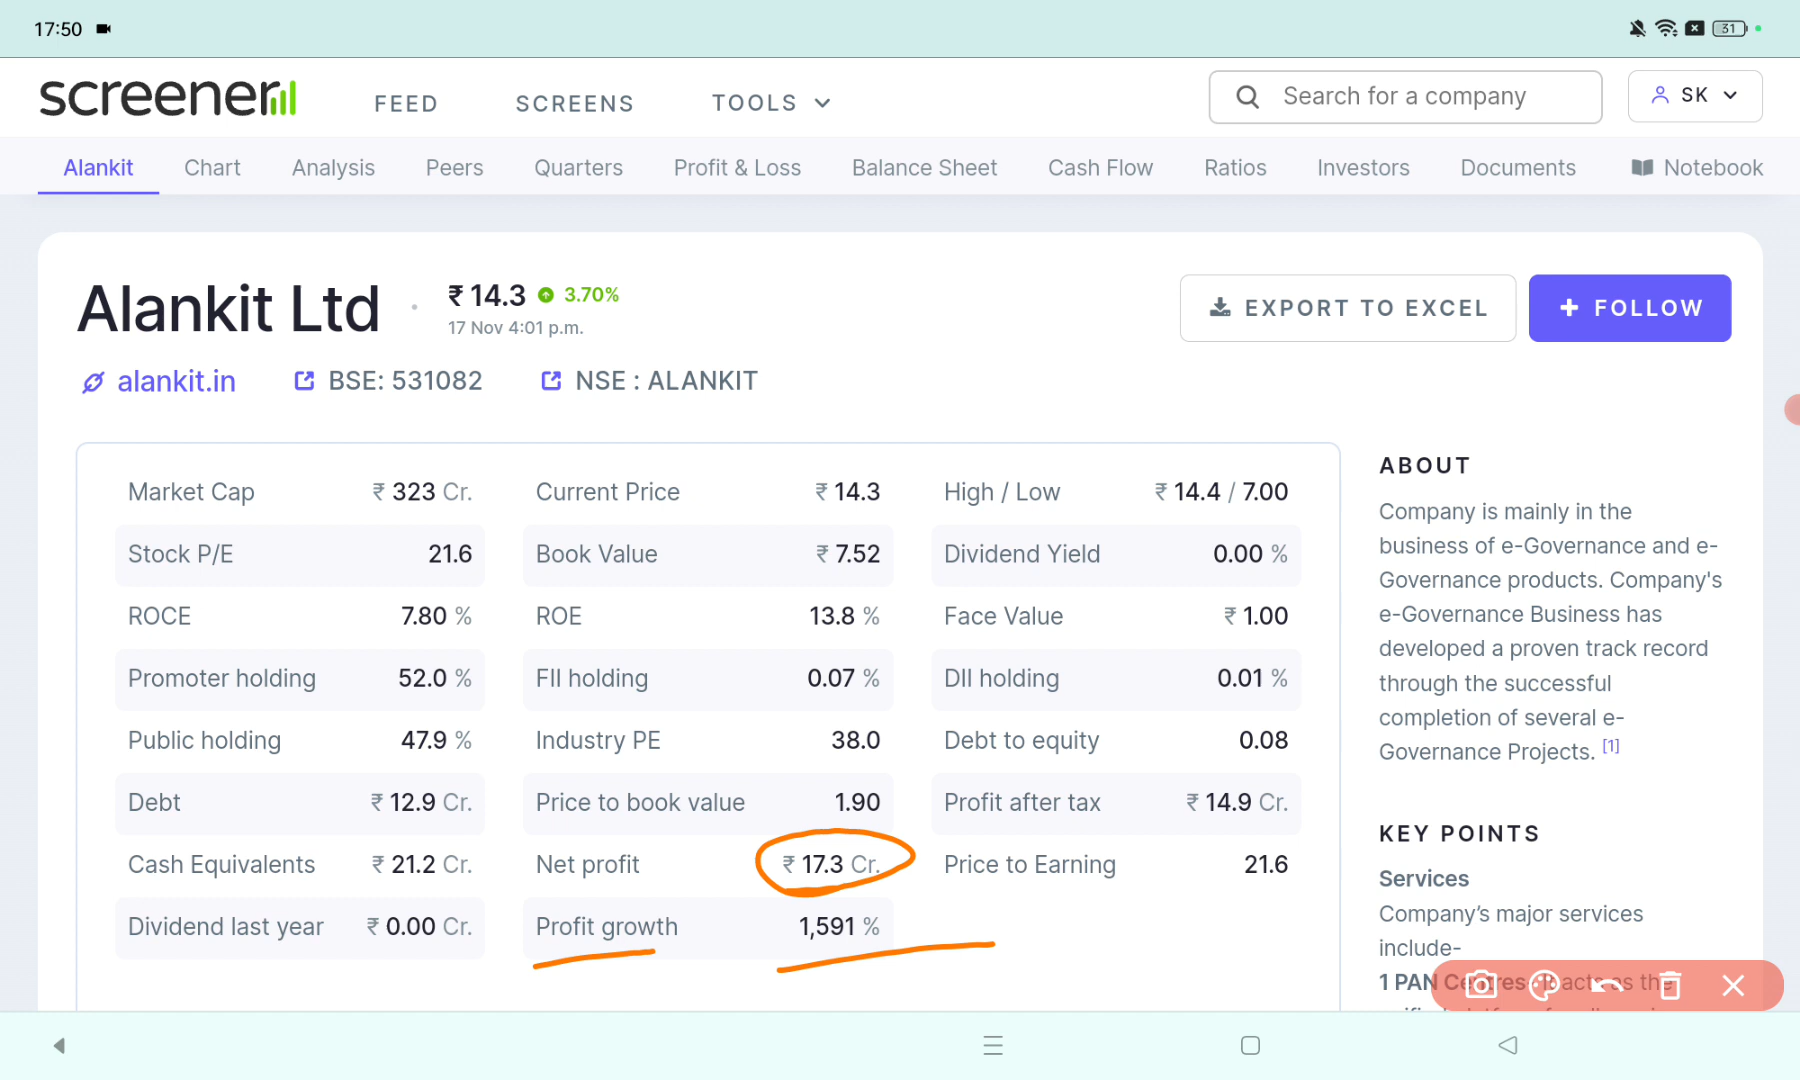 17:50
31
screener
FEED
SCREENS
TOOLS
Search for a company
SK
Alankit
Chart
Analysis
Peers
Quarters
Profit & Loss
Balance Sheet
Cash Flow
Ratios
Investors
Documents
Notebook
Alankit Ltd
₹ 14.3 3.70%
17 Nov 4:01 p.m.
EXPORT TO EXCEL
+ FOLLOW
alankit.in
BSE: 531082
NSE : ALANKIT
Market Cap ₹ 323 Cr.
Current Price ₹ 14.3
High / Low ₹ 14.4 / 7.00
Stock P/E 21.6
Book Value ₹ 7.52
Dividend Yield 0.00 %
ROCE 7.80 %
ROE 13.8 %
Face Value ₹ 1.00
Promoter holding 52.0 %
FII holding 0.07 %
DII holding 0.01 %
Public holding 47.9 %
Industry PE 38.0
Debt to equity 0.08
Debt ₹ 12.9 Cr.
Price to book value 1.90
Profit after tax ₹ 14.9 Cr.
Cash Equivalents ₹ 21.2 Cr.
Net profit ₹ 17.3 Cr.
Price to Earning 21.6
Dividend last year ₹ 0.00 Cr.
Profit growth 1,591 %
ABOUT
Company is mainly in the
business of e-Governance and e-
Governance products. Company's
e-Governance Business has
developed a proven track record
through the successful
completion of several e-
Governance Projects. [1]
KEY POINTS
Services
Company's major services
include-
1 PAN Centres- It acts as the